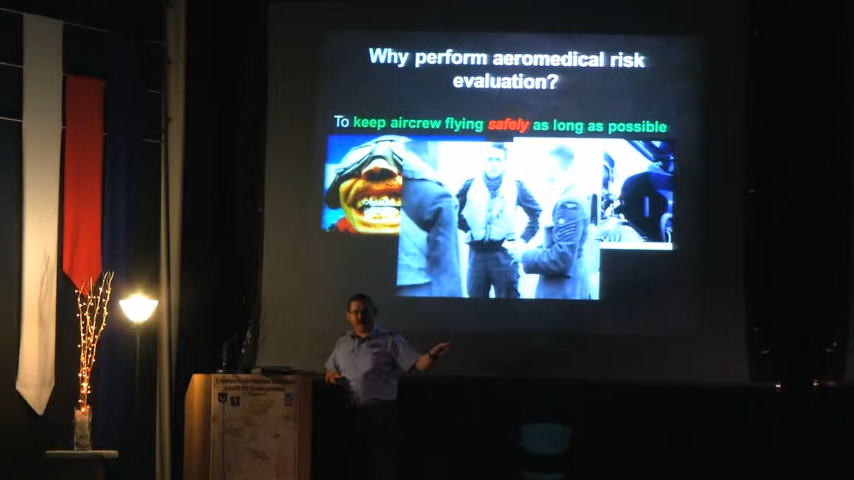 Why perform aeromedical risk
evaluation?
To keep aircrew flying safely as long as possible